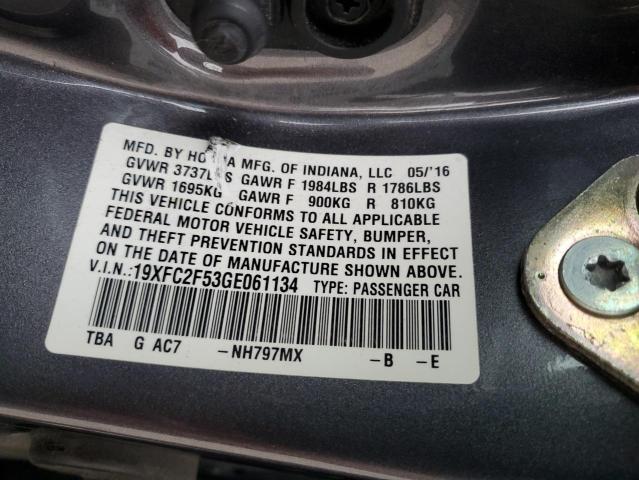 MFD. BY HONDA MFG. OF INDIANA, LLC 05/'16
GVWR 3737LBS GAWR F 1984LBS R 1786LBS
GVWR 1695KG GAWR F 900KG R 810KG
THIS VEHICLE CONFORMS TO ALL APPLICABLE
FEDERAL MOTOR VEHICLE SAFETY, BUMPER,
AND THEFT PREVENTION STANDARDS IN EFFECT
ON THE DATE OF MANUFACTURE SHOWN ABOVE.
V.I.N.:19XFC2F53GE061134 TYPE: PASSENGER CAR
TBA G AC7 -NH797MX -B -E